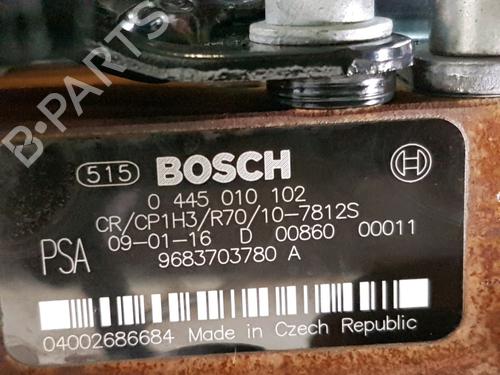 B-PARTS
515 BOSCH
0 445 010 102
CR/CP1H3/R70/10-7812S
09-01-16 D 00860 00011
PSA 9683703780 A
04002686684 Made in Czech Republic